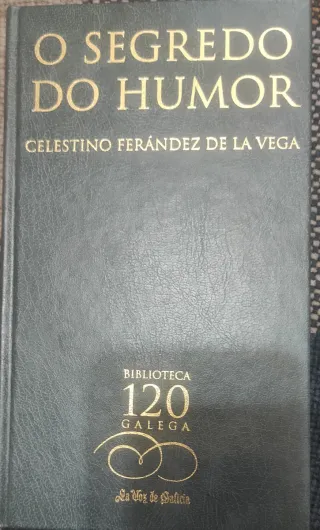 O SEGREDO
DO HUMOR
CELESTINO FERÁNDEZ DE LA VEGA
BIBLIOTECA
120
GALEGA
La Voz de Galicia